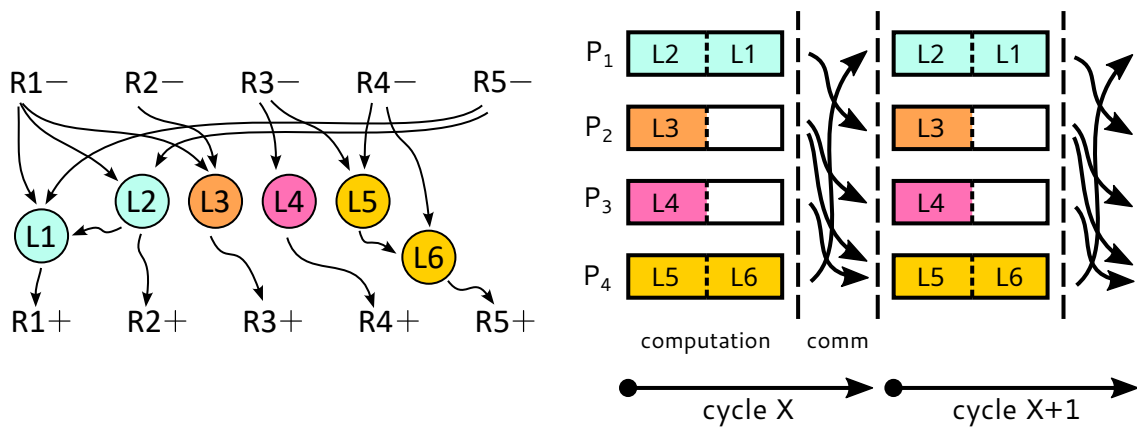 R1− R2− R3− R4− R5−
L2 L3 L4 L5
L1 L6
R1+ R2+ R3+ R4+ R5+
P1 L2 L1 L2 L1
P2 L3 L3
P3 L4 L4
P4 L5 L6 L5 L6
computation comm
cycle X cycle X+1